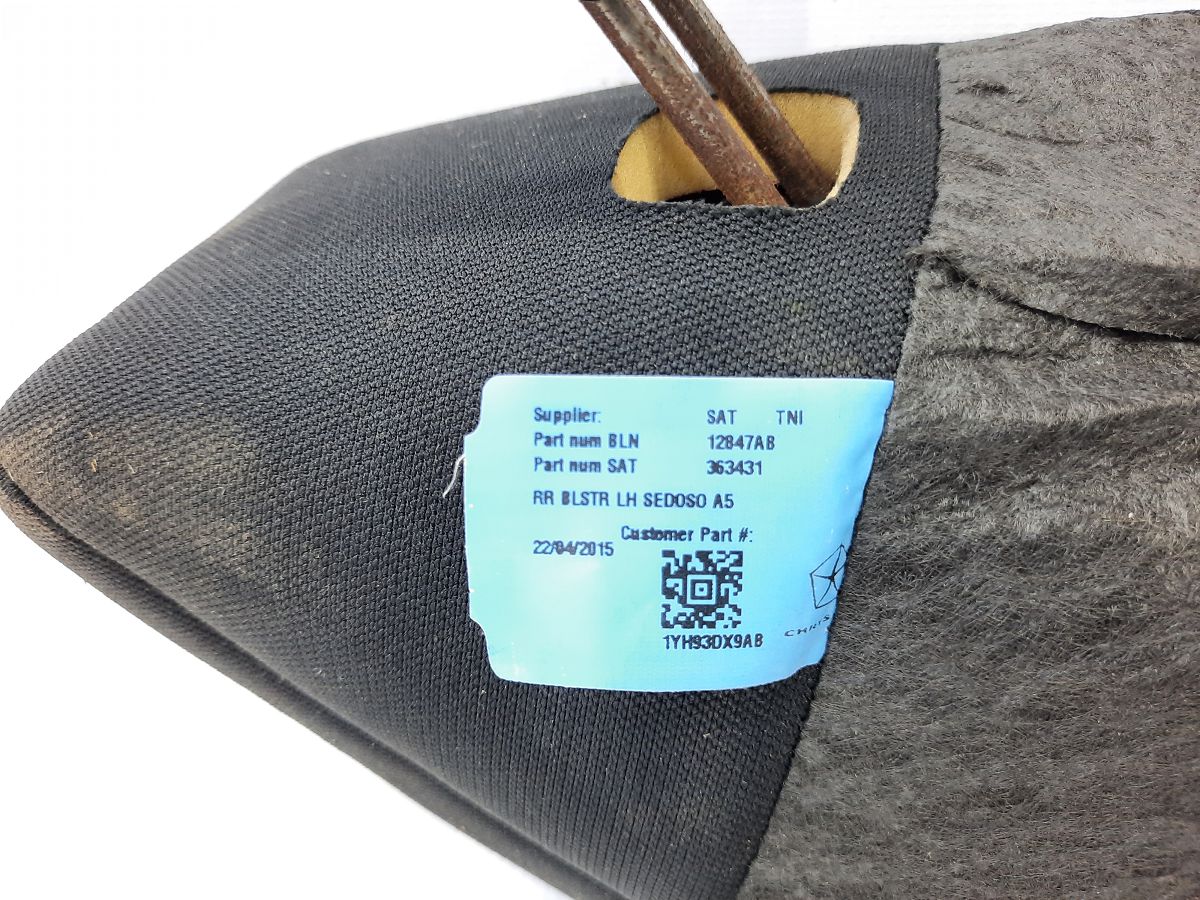 Supplier: SAT TNI
Part num BLN 12847AB
Part num SAT 363431
RR BLSTR LH SEDOSO A5
Customer Part #:
22/04/2015
1YH93DX9AB